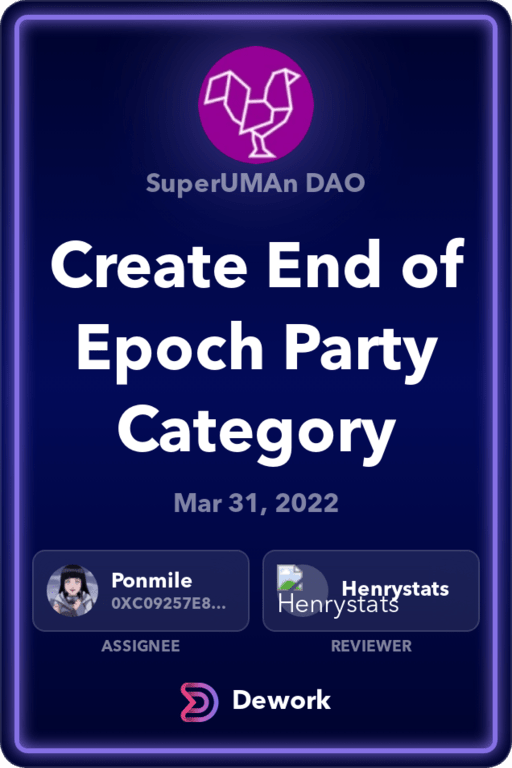 SuperUMAn DAO
Create End of
Epoch Party
Category
Mar 31, 2022
Ponmile
0XC09257E8...
ASSIGNEE
Henrystats
Henrystats
REVIEWER
Dework